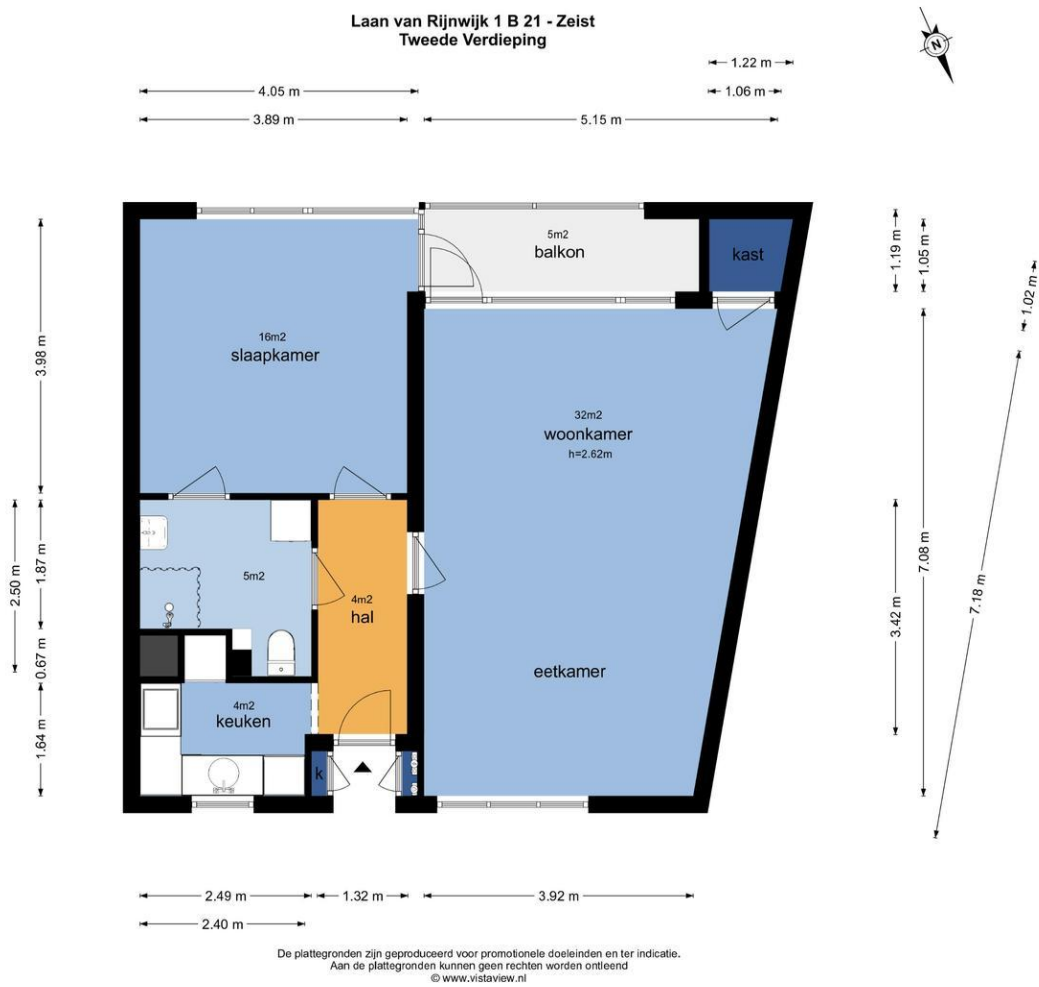 Laan van Rijnwijk 1 B 21 - Zeist
Tweede Verdieping
N
1.22 m
4.05 m
1.06 m
3.89 m
5.15 m
5m2
balkon
kast
1.19 m
1.05 m
1.02 m
16m2
slaapkamer
3.98 m
32m2
woonkamer
h=2.62m
7.08 m
7.18 m
2.50 m
1.87 m
5m2
4m2
hal
3.42 m
0.67 m
eetkamer
4m2
keuken
1.64 m
k
2.49 m
1.32 m
3.92 m
2.40 m
De plattegronden zijn geproduceerd voor promotionele doeleinden en ter indicatie.
Aan de plattegronden kunnen geen rechten worden ontleend
© www.vistaview.nl